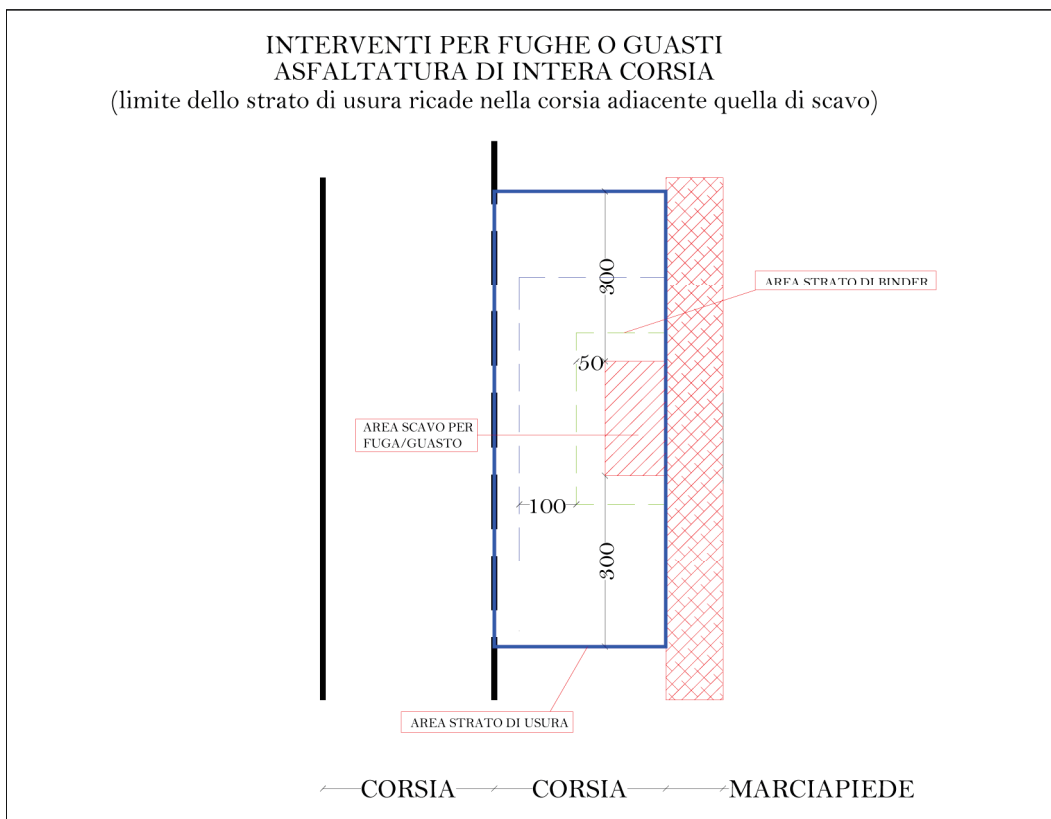 INTERVENTI PER FUGHE O GUASTI
ASFALTATURA DI INTERA CORSIA
(limite dello strato di usura ricade nella corsia adiacente quella di scavo)
300
AREA STRATO DI BINDER
50
AREA SCAVO PER
FUGA/GUASTO
100
300
AREA STRATO DI USURA
CORSIA
CORSIA
MARCIAPIEDE